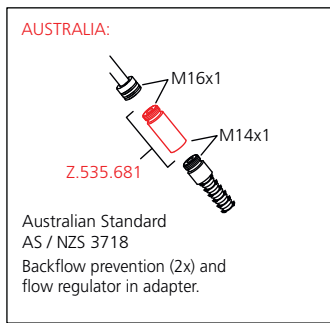 AUSTRALIA:
M16x1
M14x1
Z.535.681
Australian Standard
AS / NZS 3718
Backflow prevention (2x) and
flow regulator in adapter.